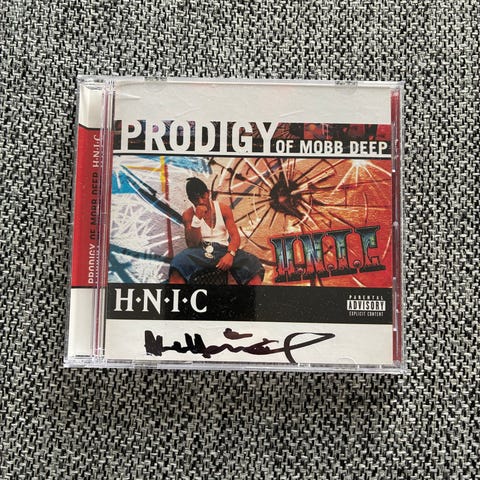 PRODIGY OF MOBB DEEP
H.N.I.C
H·N·I·C
PARENTAL
ADVISORY
EXPLICIT CONTENT
PRODIGY OF MOBB DEEP H·N·I·C